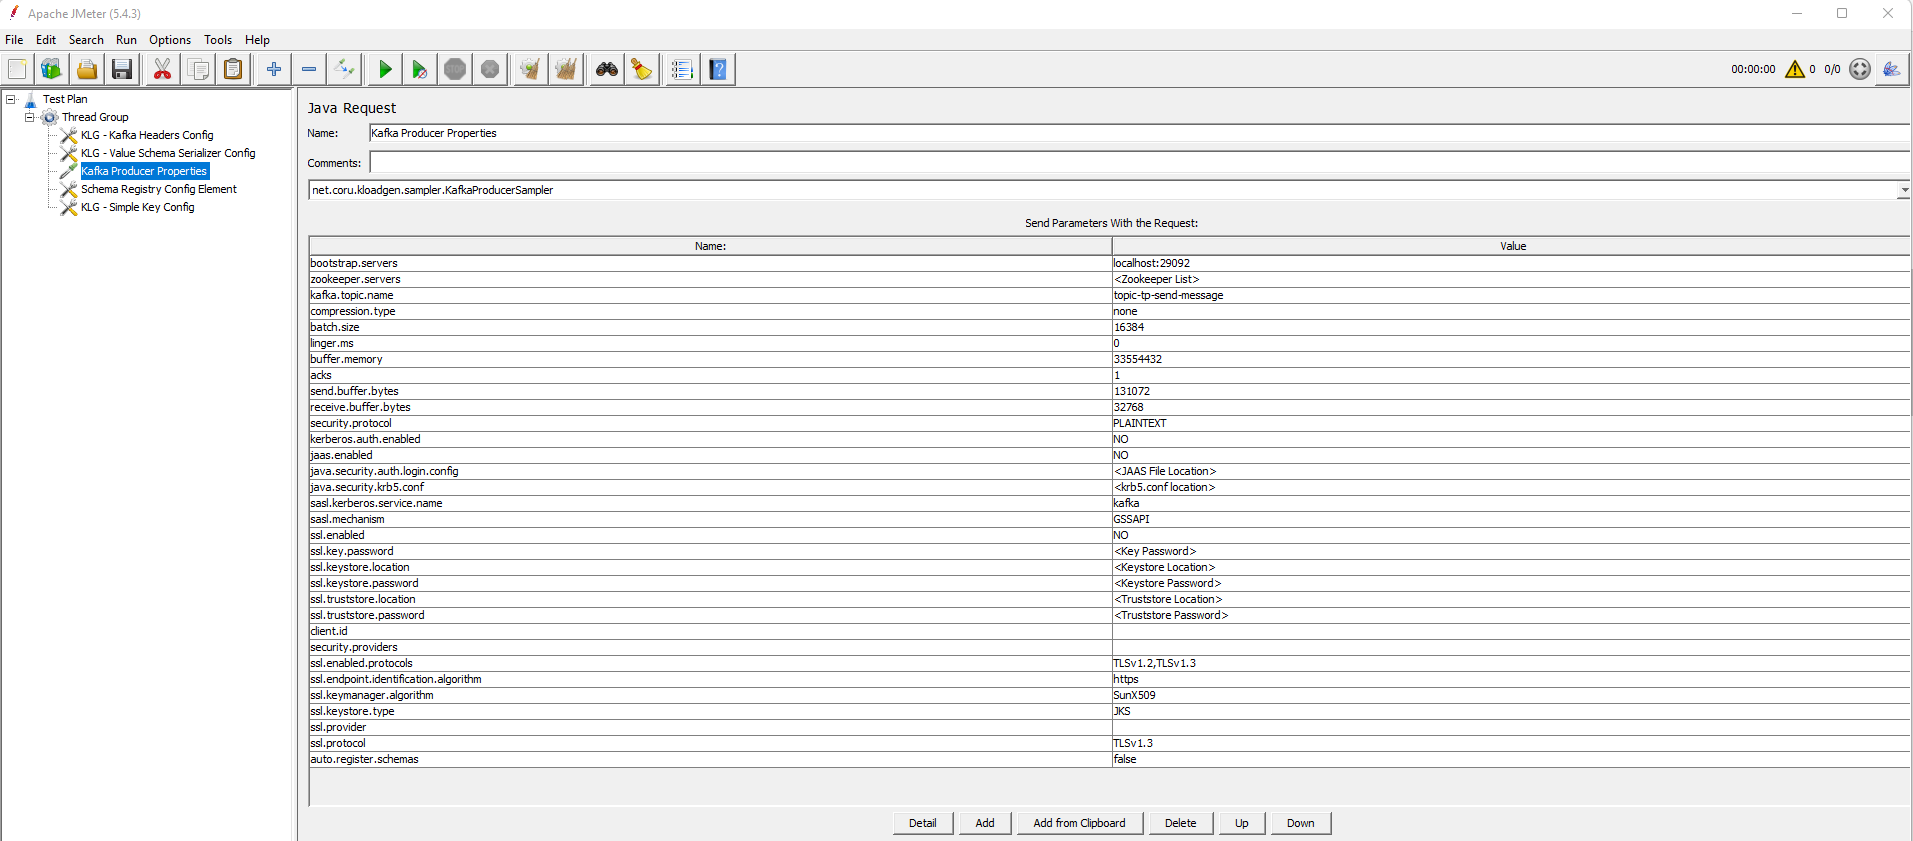 Apache JMeter (5.4.3)
File Edit Search Run Options Tools Help
STOP
00:00:00 0 0/0
Test Plan
Thread Group
KLG - Kafka Headers Config
KLG - Value Schema Serializer Config
Kafka Producer Properties
Schema Registry Config Element
KLG - Simple Key Config
Java Request
Name: Kafka Producer Properties
Comments:
net.coru.kloadgen.sampler.KafkaProducerSampler
Send Parameters With the Request:
Name: Value
bootstrap.servers localhost:29092
zookeeper.servers <Zookeeper List>
kafka.topic.name topic-tp-send-message
compression.type none
batch.size 16384
linger.ms 0
buffer.memory 33554432
acks 1
send.buffer.bytes 131072
receive.buffer.bytes 32768
security.protocol PLAINTEXT
kerberos.auth.enabled NO
jaas.enabled NO
java.security.auth.login.config <JAAS File Location>
java.security.krb5.conf <krb5.conf location>
sasl.kerberos.service.name kafka
sasl.mechanism GSSAPI
ssl.enabled NO
ssl.key.password <Key Password>
ssl.keystore.location <Keystore Location>
ssl.keystore.password <Keystore Password>
ssl.truststore.location <Truststore Location>
ssl.truststore.password <Truststore Password>
client.id
security.providers
ssl.enabled.protocols TLSv1.2,TLSv1.3
ssl.endpoint.identification.algorithm https
ssl.keymanager.algorithm SunX509
ssl.keystore.type JKS
ssl.provider
ssl.protocol TLSv1.3
auto.register.schemas false
Detail Add Add from Clipboard Delete Up Down